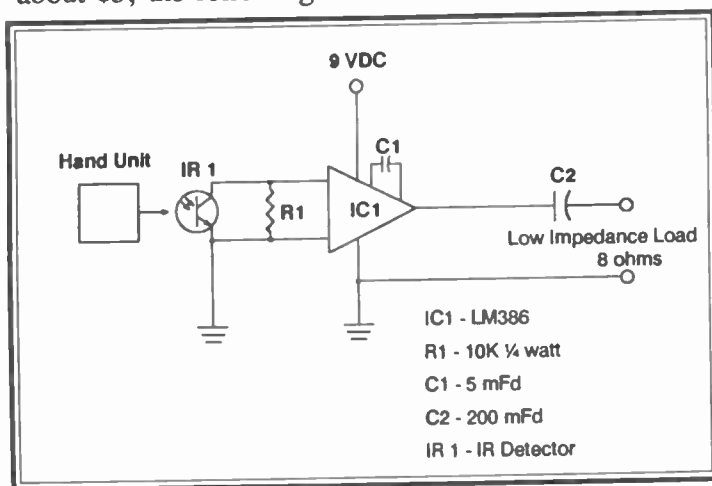 9 VDC
C1
Hand Unit
IR 1
C2
R1
IC1
Low Impedance Load
8 ohms
IC1 - LM386
R1 - 10K ¼ watt
C1 - 5 mFd
C2 - 200 mFd
IR 1 - IR Detector